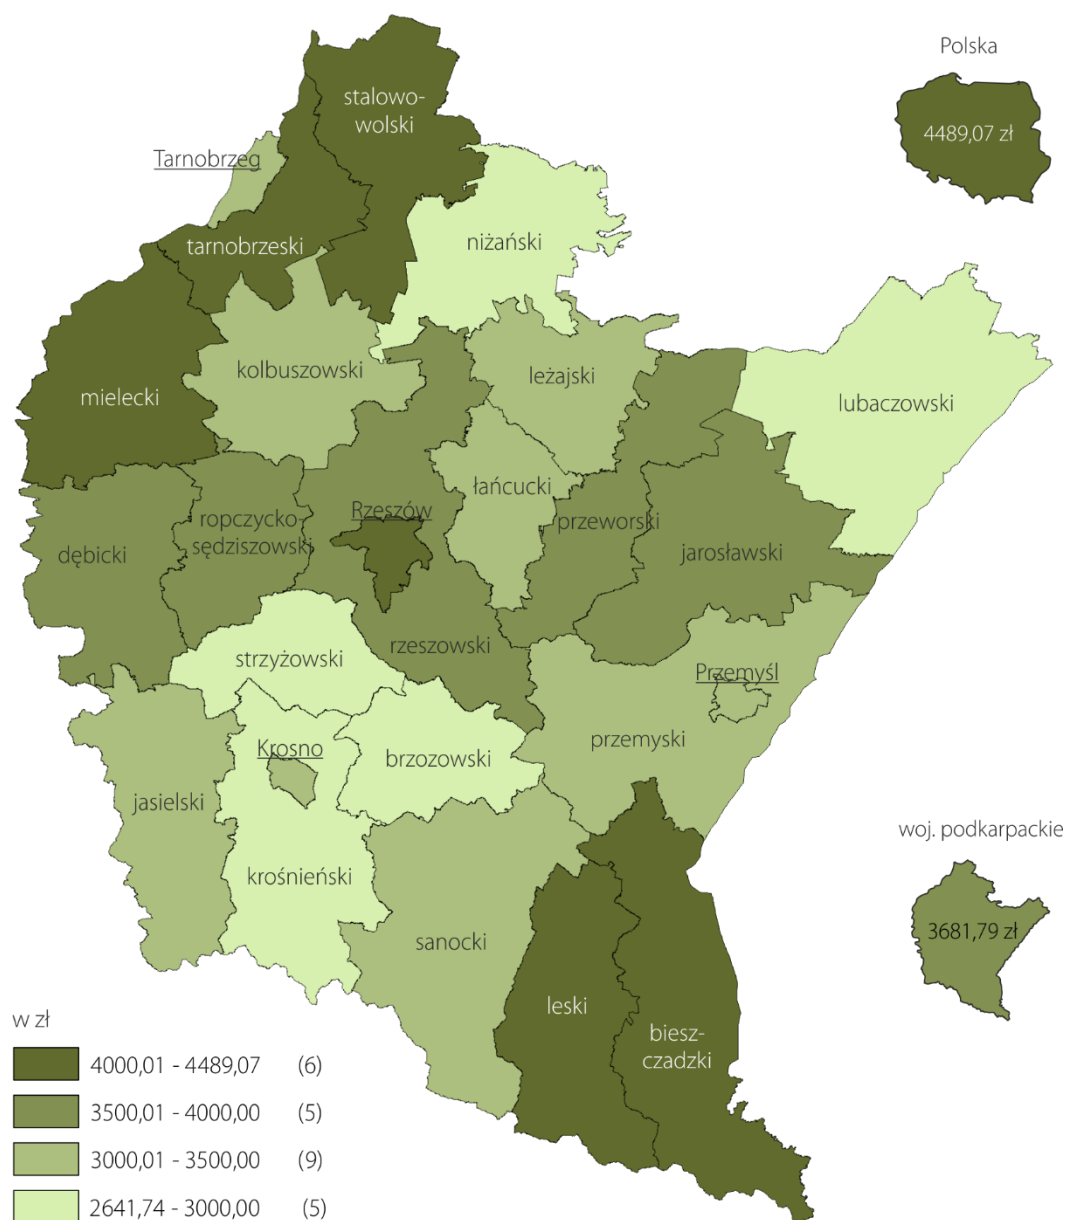 Polska
stalowo-
wolski
4489,07 zł
Tarnobrzeg
tarnobrzeski
niżański
kolbuszowski
leżajski
mielecki
lubaczowski
łańcucki
Rzeszów
ropczycko-
sędziszowski
przeworski
dębicki
jarosławski
rzeszowski
strzyżowski
Przemyśl
Krosno
brzozowski
przemyski
jasielski
woj. podkarpackie
krośnieński
3681,79 zł
sanocki
leski
biesz-
czadzki
w zł
4000,01 - 4489,07 (6)
3500,01 - 4000,00 (5)
3000,01 - 3500,00 (9)
2641,74 - 3000,00 (5)